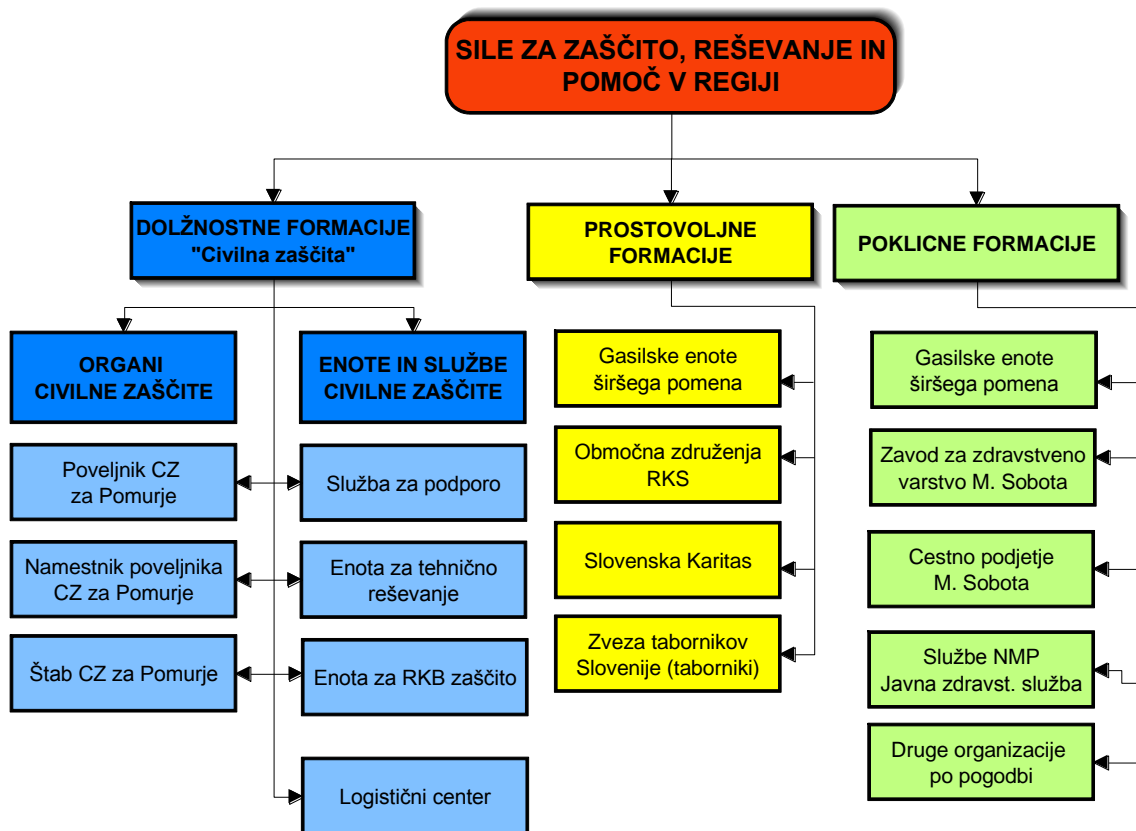 SILE ZA ZAŠČITO, REŠEVANJE IN
POMOČ V REGIJI
DOLŽNOSTNE FORMACIJE
"Civilna zaščita"
PROSTOVOLJNE
FORMACIJE
POKLICNE FORMACIJE
ORGANI
CIVILNE ZAŠČITE
ENOTE IN SLUŽBE
CIVILNE ZAŠČITE
Poveljnik CZ
za Pomurje
Namestnik poveljnika
CZ za Pomurje
Štab CZ za Pomurje
Služba za podporo
Enota za tehnično
reševanje
Enota za RKB zaščito
Logistični center
Gasilske enote
širšega pomena
Območna združenja
RKS
Slovenska Karitas
Zveza tabornikov
Slovenije (taborniki)
Gasilske enote
širšega pomena
Zavod za zdravstveno
varstvo M. Sobota
Cestno podjetje
M. Sobota
Službe NMP
Javna zdravst. služba
Druge organizacije
po pogodbi